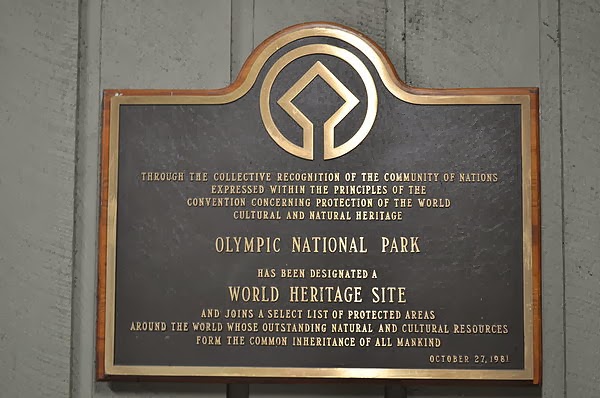 THROUGH THE COLLECTIVE RECOGNITION OF THE COMMUNITY OF NATIONS
EXPRESSED WITHIN THE PRINCIPLES OF THE
CONVENTION CONCERNING PROTECTION OF THE WORLD
CULTURAL AND NATURAL HERITAGE
OLYMPIC NATIONAL PARK
HAS BEEN DESIGNATED A
WORLD HERITAGE SITE
AND JOINS A SELECT LIST OF PROTECTED AREAS
AROUND THE WORLD WHOSE OUTSTANDING NATURAL AND CULTURAL RESOURCES
FORM THE COMMON INHERITANCE OF ALL MANKIND
OCTOBER 27, 1981